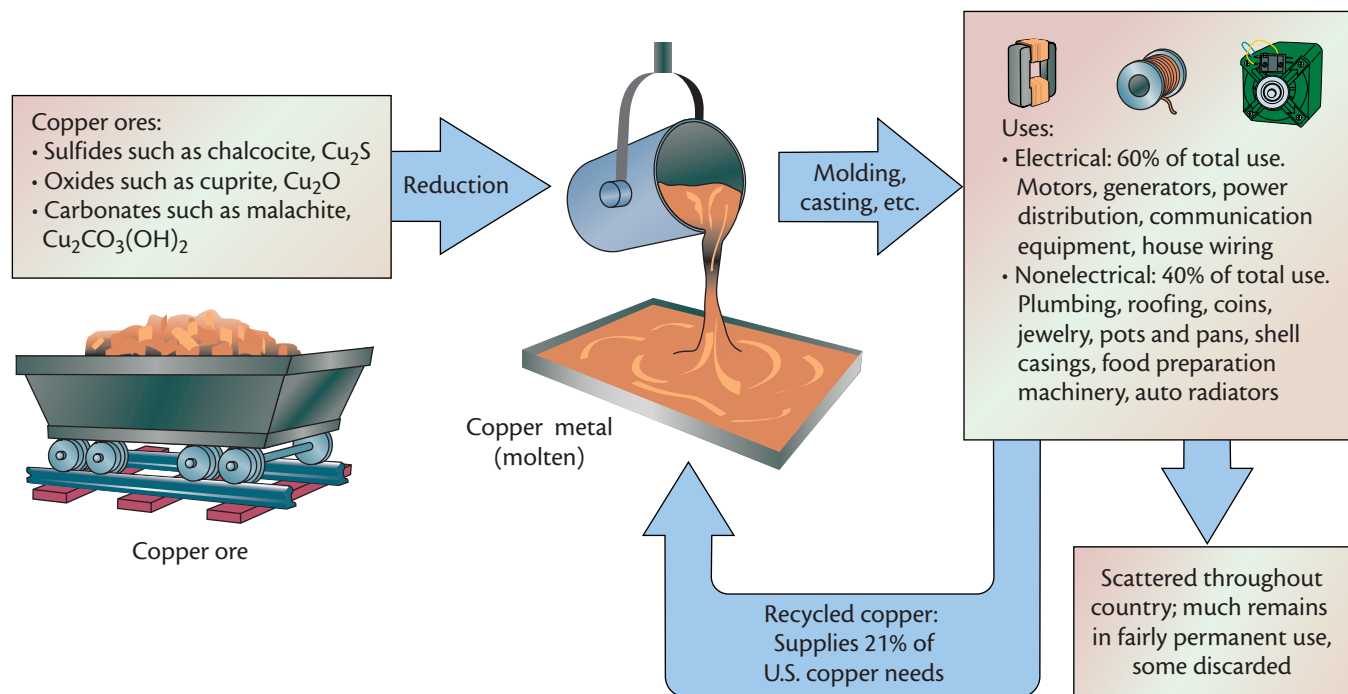 Copper ores:
• Sulfides such as chalcocite, Cu₂S
• Oxides such as cuprite, Cu₂O
• Carbonates such as malachite,
Cu₂CO₃(OH)₂
Copper ore
Reduction
Copper metal
(molten)
Molding,
casting, etc.
Uses:
• Electrical: 60% of total use.
Motors, generators, power
distribution, communication
equipment, house wiring
• Nonelectrical: 40% of total use.
Plumbing, roofing, coins,
jewelry, pots and pans, shell
casings, food preparation
machinery, auto radiators
Recycled copper:
Supplies 21% of
U.S. copper needs
Scattered throughout
country; much remains
in fairly permanent use,
some discarded